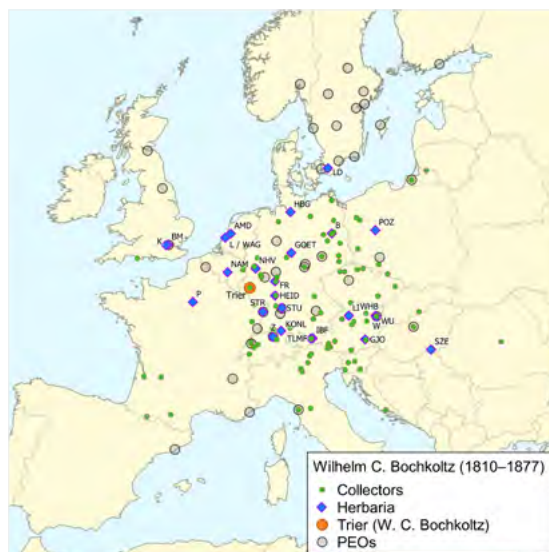 LD
HBG
AMD
BM
K
B
POZ
L / WAG
GOET
NAM
NHV
FR
Trier
P
HEID
STR
STU
LI
WHB
WU
W
KONL
Z
TLMF
IBF
GJO
SZE
Wilhelm C. Bochkoltz (1810–1877)
Collectors
Herbaria
Trier (W. C. Bochkoltz)
PEOs